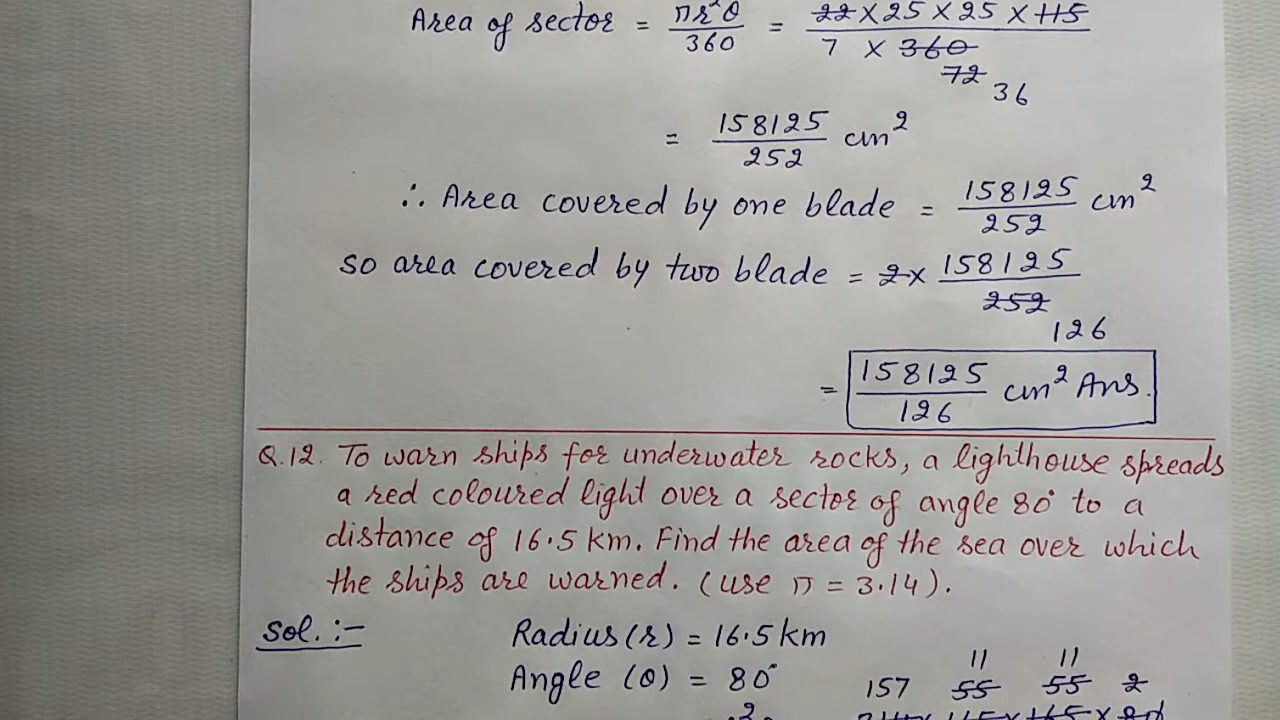 Area of sector = πr²θ/360 = 22 × 25 × 25 × 115 / 7 × 360
72
36
= 158125/252 cm²
∴ Area covered by one blade = 158125/252 cm²
so area covered by two blade = 2 × 158125/252
126
= 158125/126 cm² Ans.
Q.12. To warn ships for underwater rocks, a lighthouse spreads
a red coloured light over a sector of angle 80° to a
distance of 16.5 km. Find the area of the sea over which
the ships are warned. (use π = 3.14).
Sol. :- Radius (r) = 16.5 km
11 11
Angle (θ) = 80° 157 55 55 2